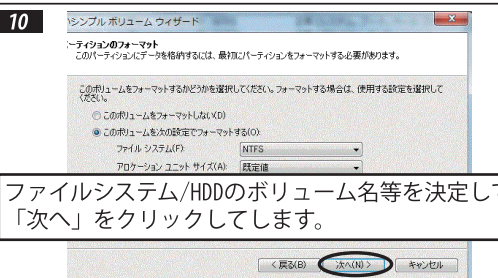 10
シンプル ボリューム ウィザード
ーティションのフォーマット
このパーティションにデータを格納するには、最初にパーティションをフォーマットする必要があります。
このボリュームをフォーマットするかどうかを選択してください。フォーマットする場合は、使用する設定を選択して
ください。
このボリュームをフォーマットしない(D)
このボリュームを次の設定でフォーマットする(O):
ファイル システム(F): NTFS
アロケーション ユニット サイズ(A): 既定値
ファイルシステム/HDDのボリューム名等を決定して
「次へ」をクリックしてします。
< 戻る(B) 次へ(N) > キャンセル